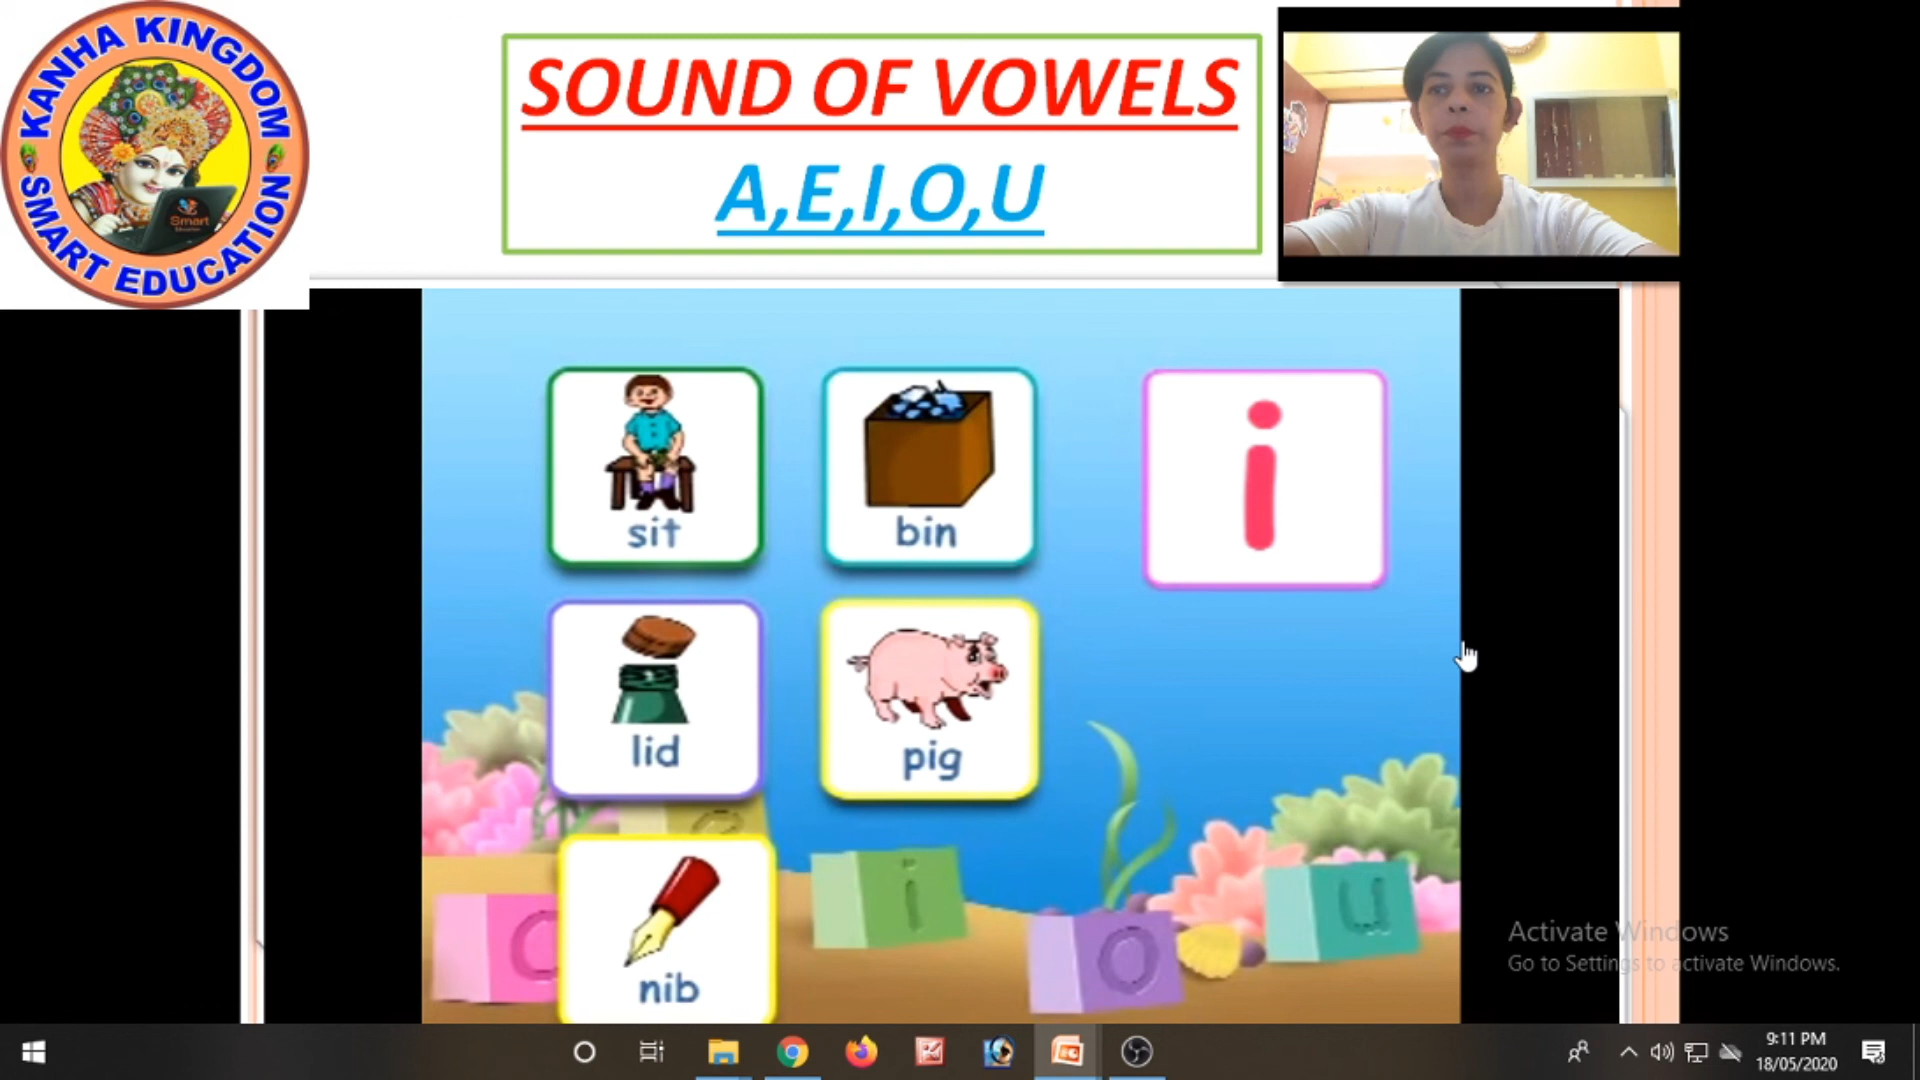 KANHA KINGDOM
SMART EDUCATION
Smart
SOUND OF VOWELS
A,E,I,O,U
sit
bin
i
lid
pig
nib
i
o
u
Activate Windows
Go to Settings to activate Windows.
9:11 PM
18/05/2020